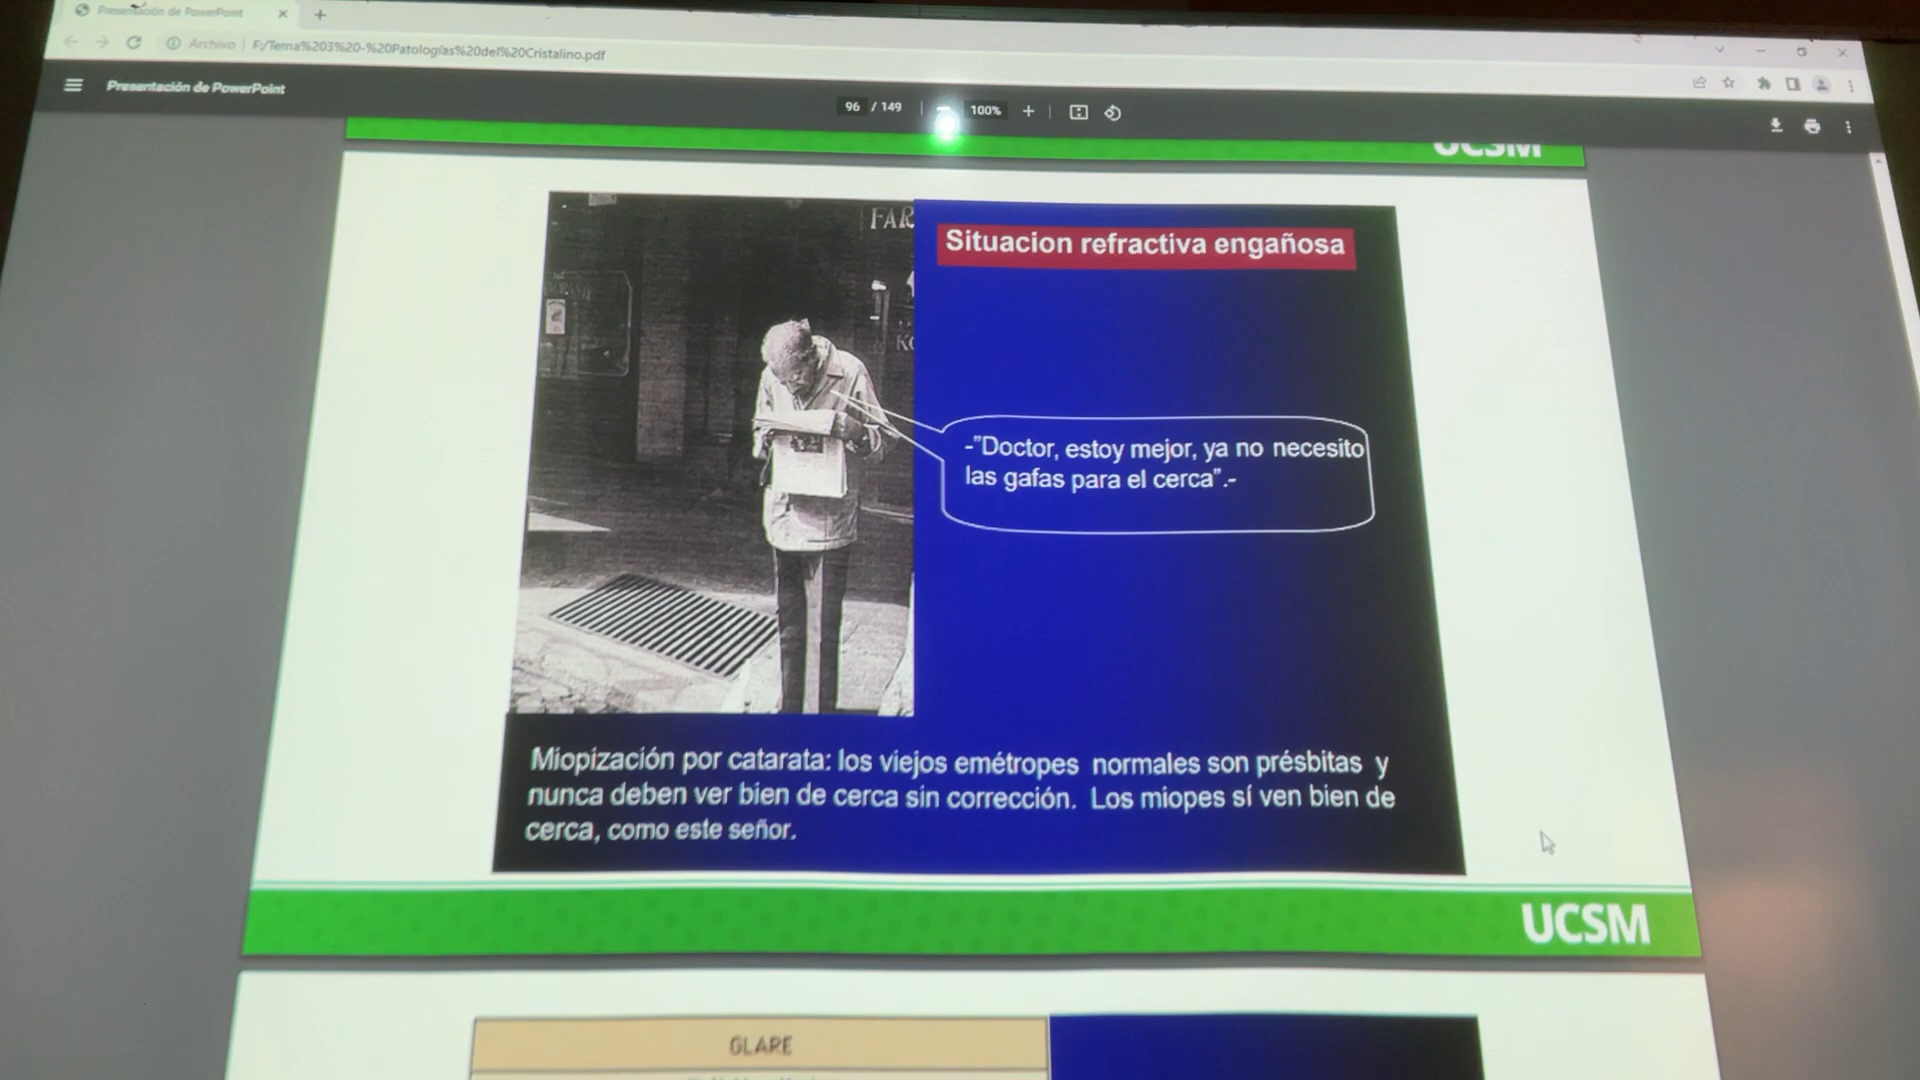 Presentación de PowerPoint
Archivo
F:/Tema%203%20-%20Patologías%20del%20Cristalino.pdf
Presentación de PowerPoint
96 / 149
100%
UCSM
FAR
Situacion refractiva engañosa
-"Doctor, estoy mejor, ya no necesito
las gafas para el cerca".-
Miopización por catarata: los viejos emétropes normales son présbitas y
nunca deben ver bien de cerca sin corrección. Los miopes sí ven bien de
cerca, como este señor.
UCSM
GLARE